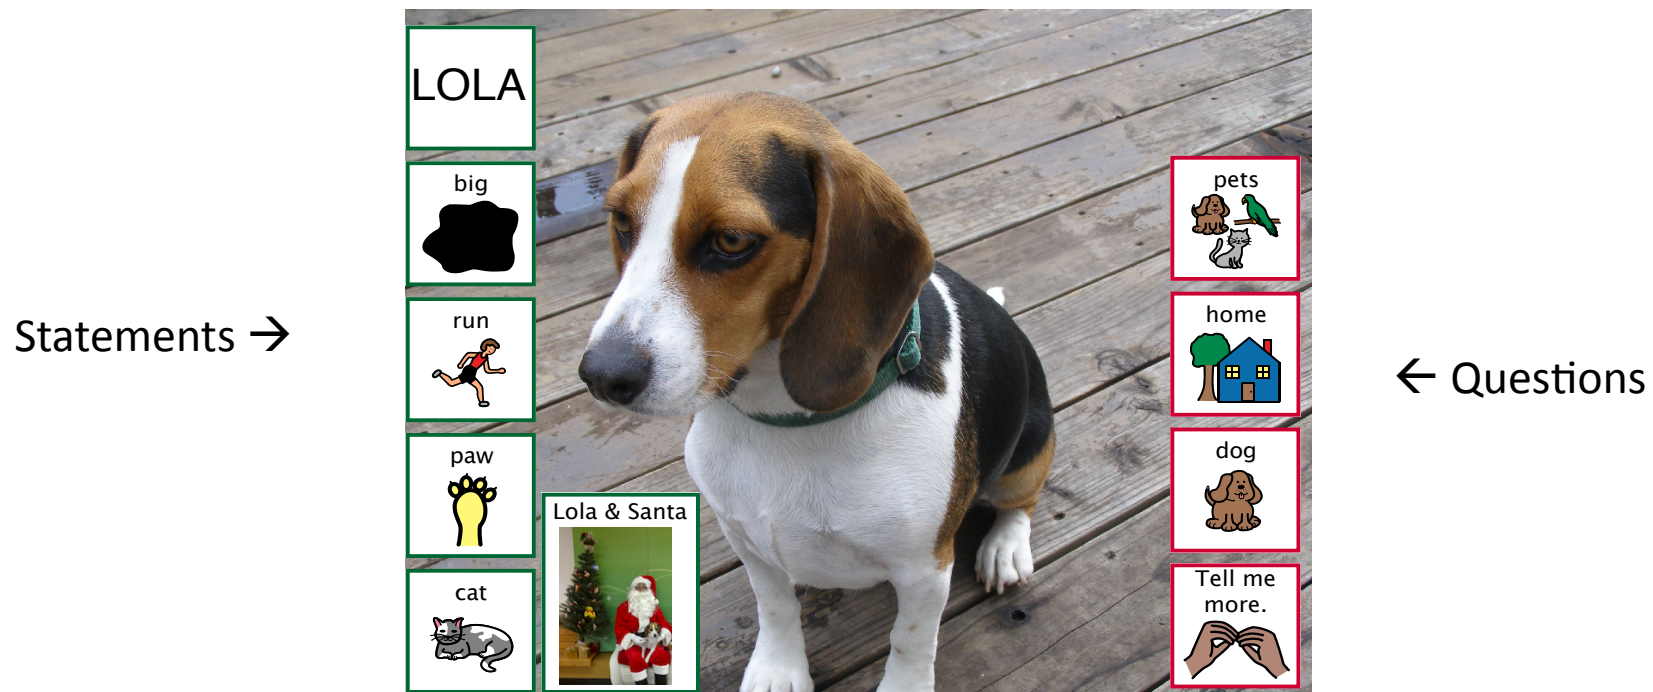 LOLA
big
run
paw
cat
Lola & Santa
Statements →
pets
home
dog
Tell me
more.
← Questions